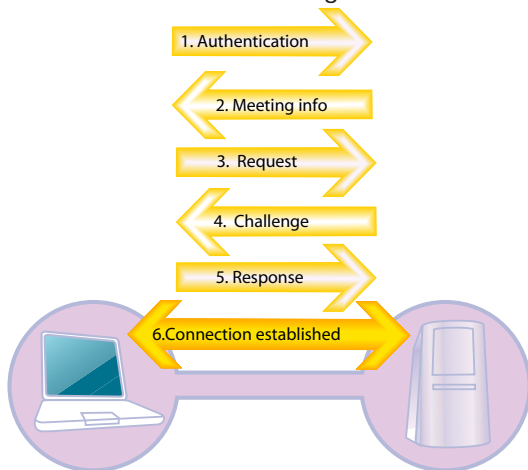 1. Authentication
2. Meeting info
3. Request
4. Challenge
5. Response
6.Connection established